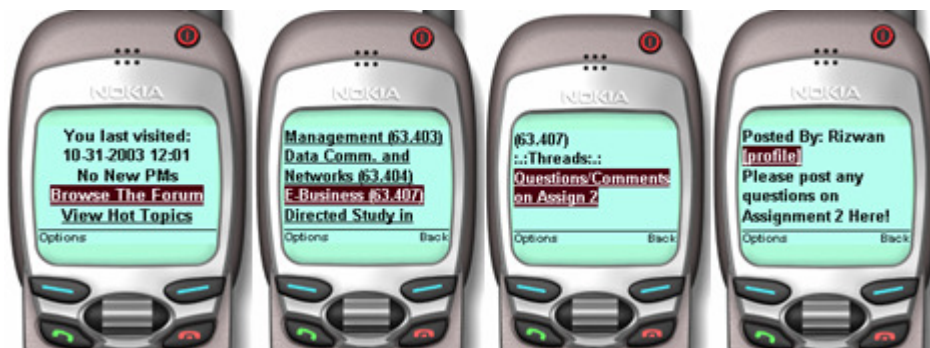 NOKIA
You last visited:
10-31-2003 12:01
No New PMs
Browse The Forum
View Hot Topics
Options
NOKIA
Management (63.403)
Data Comm. and
Networks (63.404)
E-Business (63.407)
Directed Study in
Options Back
NOKIA
(63.407)
:.:Threads:.:
Questions/Comments
on Assign 2
Options Back
NOKIA
Posted By: Rizwan
[profile]
Please post any
questions on
Assignment 2 Here!
Options Back